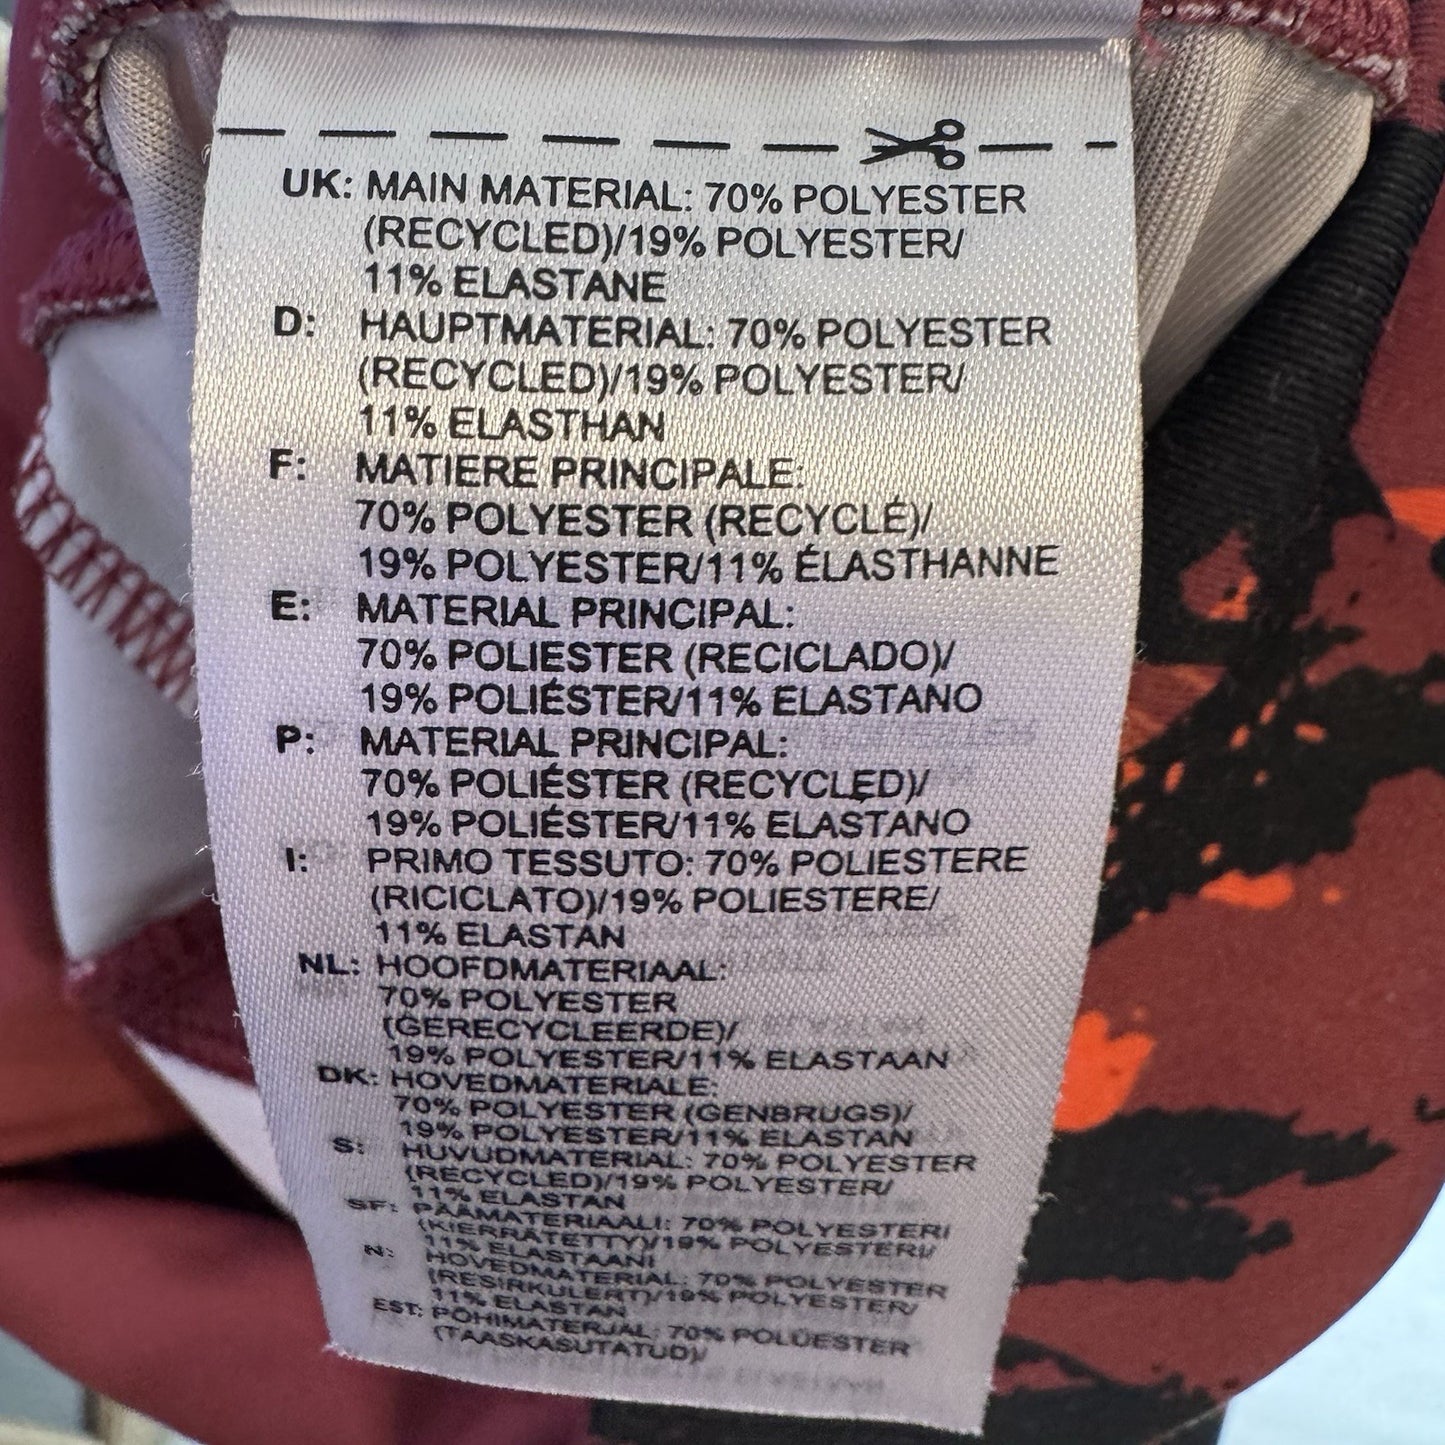 UK: MAIN MATERIAL: 70% POLYESTER
(RECYCLED)/19% POLYESTER/
11% ELASTANE
D: HAUPTMATERIAL: 70% POLYESTER
(RECYCLED)/19% POLYESTER/
11% ELASTHAN
F: MATIERE PRINCIPALE:
70% POLYESTER (RECYCLÉ)/
19% POLYESTER/11% ÉLASTHANNE
E: MATERIAL PRINCIPAL:
70% POLIESTER (RECICLADO)/
19% POLIÉSTER/11% ELASTANO
P: MATERIAL PRINCIPAL:
70% POLIÉSTER (RECYCLED)/
19% POLIÉSTER/11% ELASTANO
I: PRIMO TESSUTO: 70% POLIESTERE
(RICICLATO)/19% POLIESTERE/
11% ELASTAN
NL: HOOFDMATERIAAL:
70% POLYESTER
(GERECYCLEERDE)/
19% POLYESTER/11% ELASTAAN
DK: HOVEDMATERIALE:
70% POLYESTER (GENBRUGS)/
19% POLYESTER/11% ELASTAN
S: HUVUDMATERIAL: 70% POLYESTER
(RECYCLED)/19% POLYESTER/
11% ELASTAN
SF: PÄÄMATERIAALI: 70% POLYESTERI
(KIERRÄTETTY)/19% POLYESTERI/
11% ELASTAANI
N: HOVEDMATERIAL: 70% POLYESTER
(RESIRKULERT)/19% POLYESTER/
11% ELASTAN
EST: PÕHIMATERJAL: 70% POLÜESTER
(TAASKASUTATUD)/